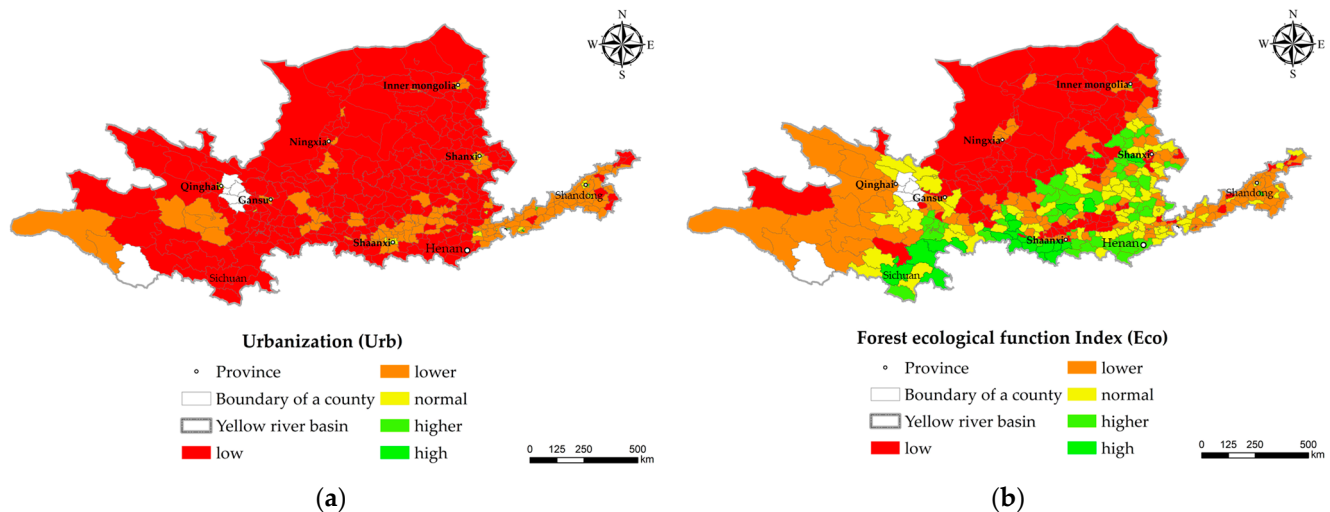 N
W E
S
Inner mongolia
Ningxia
Shanxi
Qinghai
Gansu
Shandong
Shaanxi
Henan
Sichuan
Urbanization (Urb)
Province
Boundary of a county
Yellow river basin
low
lower
normal
higher
high
0 125 250 500
km
(a)
N
W E
S
Inner mongolia
Ningxia
Shanxi
Qinghai
Gansu
Shandong
Shaanxi
Henan
Sichuan
Forest ecological function Index (Eco)
Province
Boundary of a county
Yellow river basin
low
lower
normal
higher
high
0 125 250 500
km
(b)